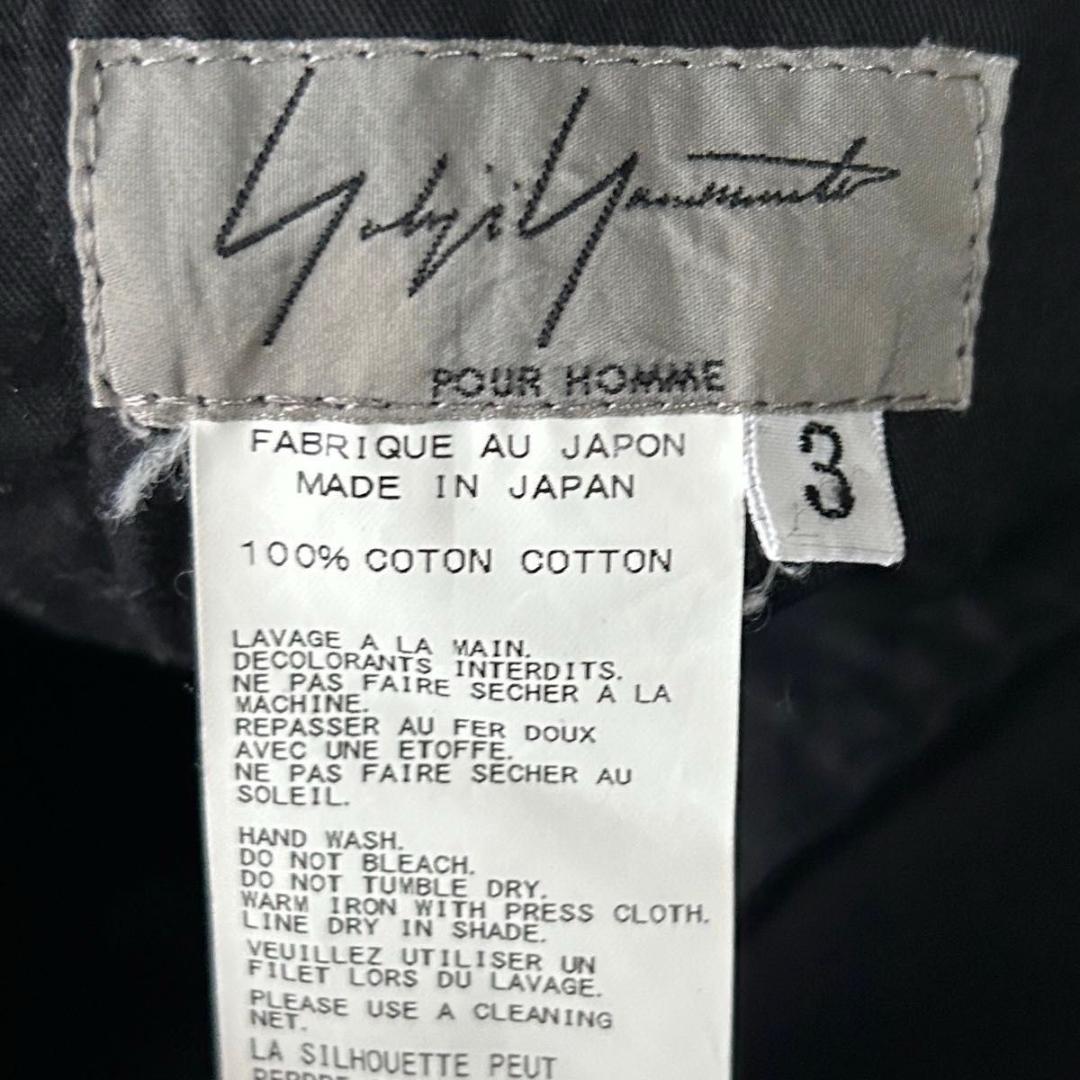 Yohji Yamamoto
POUR HOMME
3
FABRIQUE AU JAPON
MADE IN JAPAN
100% COTON COTTON
LAVAGE A LA MAIN.
DECOLORANTS INTERDITS.
NE PAS FAIRE SECHER A LA
MACHINE.
REPASSER AU FER DOUX
AVEC UNE ETOFFE.
NE PAS FAIRE SECHER AU
SOLEIL.
HAND WASH.
DO NOT BLEACH.
DO NOT TUMBLE DRY.
WARM IRON WITH PRESS CLOTH.
LINE DRY IN SHADE.
VEUILLEZ UTILISER UN
FILET LORS DU LAVAGE.
PLEASE USE A CLEANING
NET.
LA SILHOUETTE PEUT